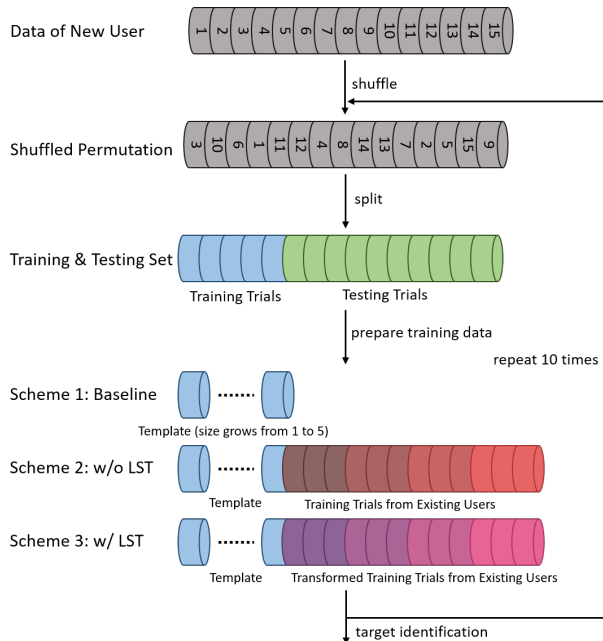 Data of New User
1 2 3 4 5 6 7 8 9 10 11 12 13 14 15
shuffle
Shuffled Permutation
3 10 6 1 11 12 4 8 14 13 7 2 5 15 9
split
Training & Testing Set
Training Trials
Testing Trials
prepare training data
repeat 10 times
Scheme 1: Baseline
Template (size grows from 1 to 5)
Scheme 2: w/o LST
Template
Training Trials from Existing Users
Scheme 3: w/ LST
Template
Transformed Training Trials from Existing Users
target identification